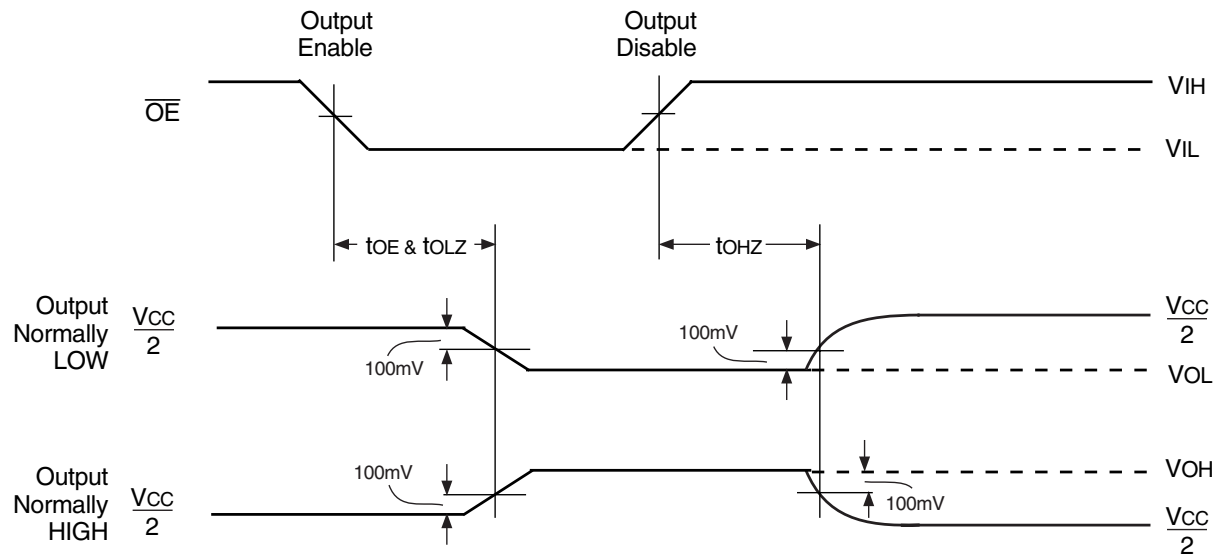 Output
Enable
Output
Disable
OE
VIH
VIL
tOE & tOLZ
tOHZ
Output
Normally
LOW
VCC
2
100mV
100mV
VCC
2
VOL
Output
Normally
HIGH
VCC
2
100mV
VOH
100mV
VCC
2